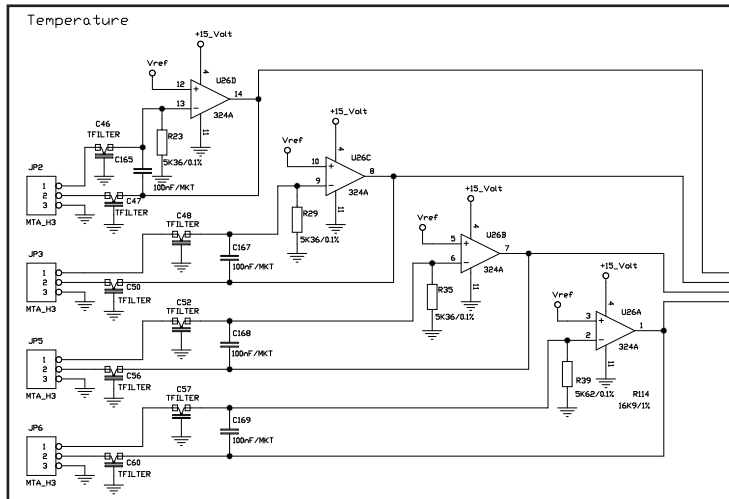 Temperature
+15_Volt
Vref
4
U26D
12
+
14
13
-
324A
11
R23
5K36/0.1%
C46
TFILTER
C165
100nF/MKT
JP2
1
2
3
MTA_H3
C47
TFILTER
+15_Volt
Vref
4
U26C
10
+
8
9
-
324A
11
R29
5K36/0.1%
C48
TFILTER
C167
100nF/MKT
JP3
1
2
3
MTA_H3
C50
TFILTER
+15_Volt
Vref
4
U26B
5
+
7
6
-
324A
11
R35
5K36/0.1%
C52
TFILTER
C168
100nF/MKT
JP5
1
2
3
MTA_H3
C56
TFILTER
+15_Volt
Vref
4
U26A
3
+
1
2
-
324A
11
R39
5K62/0.1%
R114
16K9/1%
C57
TFILTER
C169
100nF/MKT
JP6
1
2
3
MTA_H3
C60
TFILTER